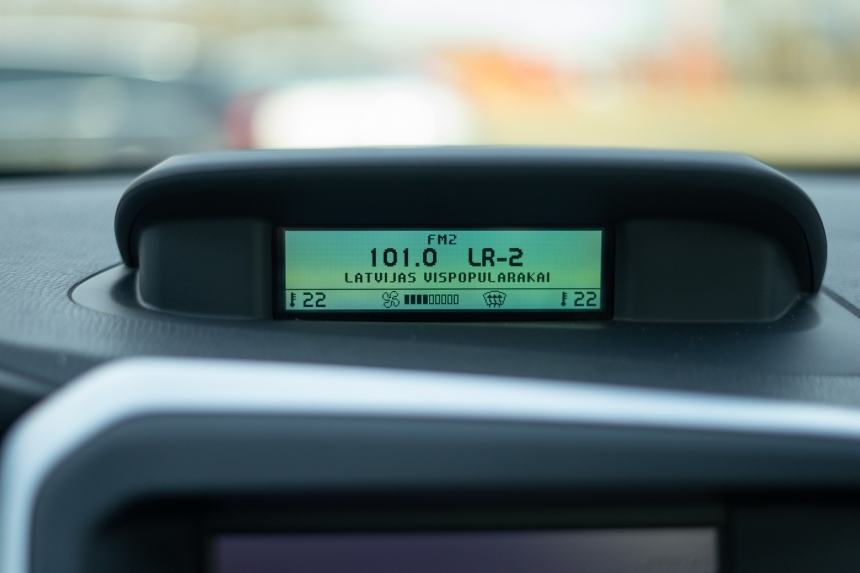 FM2
101.0 LR-2
LATVIJAS VISPOPULARAKAI
22 22